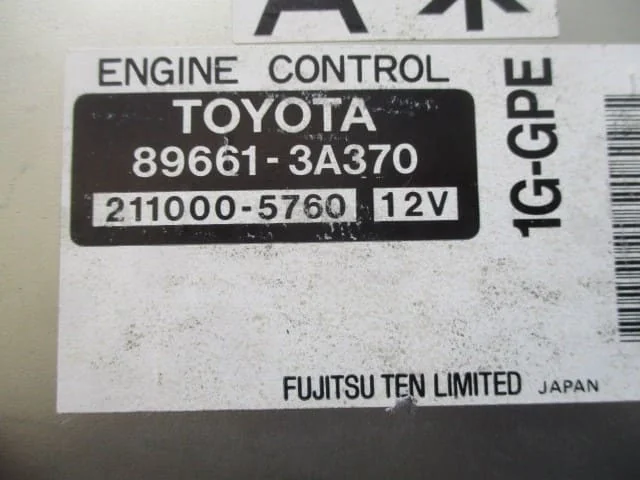 A
ENGINE CONTROL
TOYOTA
89661-3A370
211000-5760 12V
1G-GPE
FUJITSU TEN LIMITED JAPAN